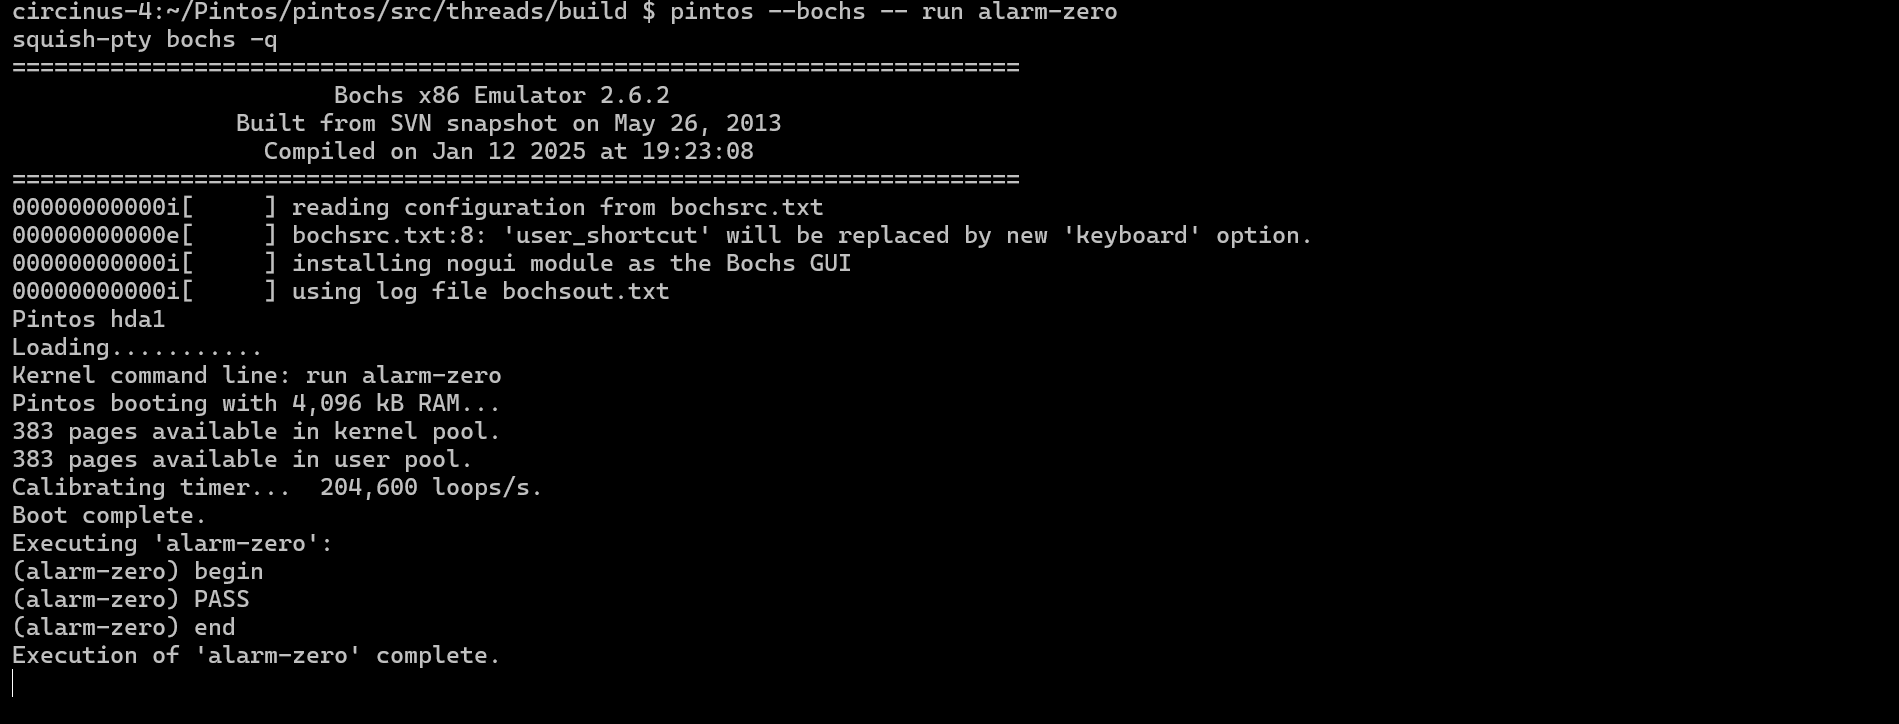 circinus-4:~/Pintos/pintos/src/threads/build $ pintos --bochs -- run alarm-zero
squish-pty bochs -q
========================================================================
Bochs x86 Emulator 2.6.2
Built from SVN snapshot on May 26, 2013
Compiled on Jan 12 2025 at 19:23:08
========================================================================
00000000000i[     ] reading configuration from bochsrc.txt
00000000000e[     ] bochsrc.txt:8: 'user_shortcut' will be replaced by new 'keyboard' option.
00000000000i[     ] installing nogui module as the Bochs GUI
00000000000i[     ] using log file bochsout.txt
Pintos hda1
Loading...........
Kernel command line: run alarm-zero
Pintos booting with 4,096 kB RAM...
383 pages available in kernel pool.
383 pages available in user pool.
Calibrating timer...  204,600 loops/s.
Boot complete.
Executing 'alarm-zero':
(alarm-zero) begin
(alarm-zero) PASS
(alarm-zero) end
Execution of 'alarm-zero' complete.